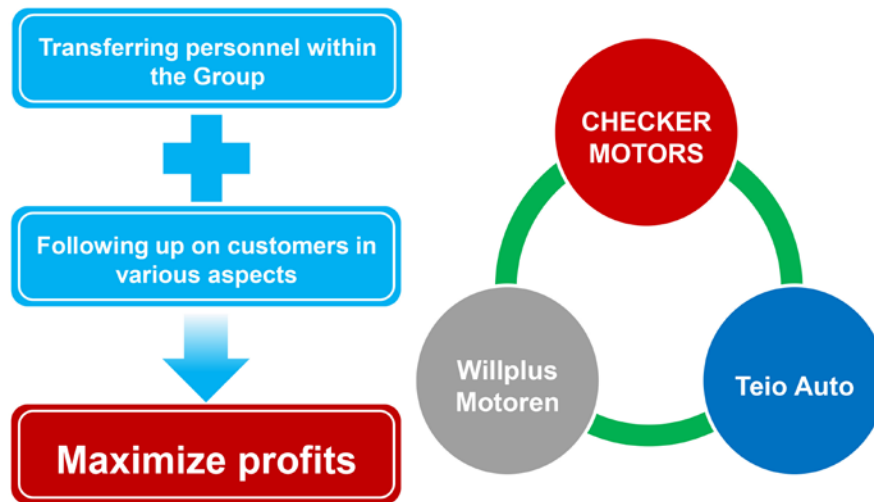 Transferring personnel within
the Group
Following up on customers in
various aspects
Maximize profits
CHECKER
MOTORS
Willplus
Motoren
Teio Auto